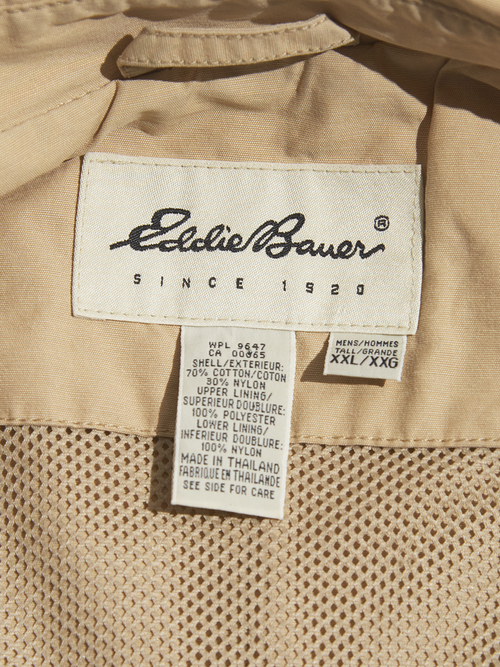 Eddie Bauer®
SINCE 1920
WPL 9647
CA 00865
SHELL/EXTERIEUR:
70% COTTON/COTON
30% NYLON
UPPER LINING/
SUPERIEUR DOUBLURE:
100% POLYESTER
LOWER LINING/
INFERIEUR DOUBLURE:
100% NYLON
MADE IN THAILAND
FABRIQUE EN THAILANDE
SEE SIDE FOR CARE
MENS/HOMMES
TALL/GRANDE
XXL/XXG